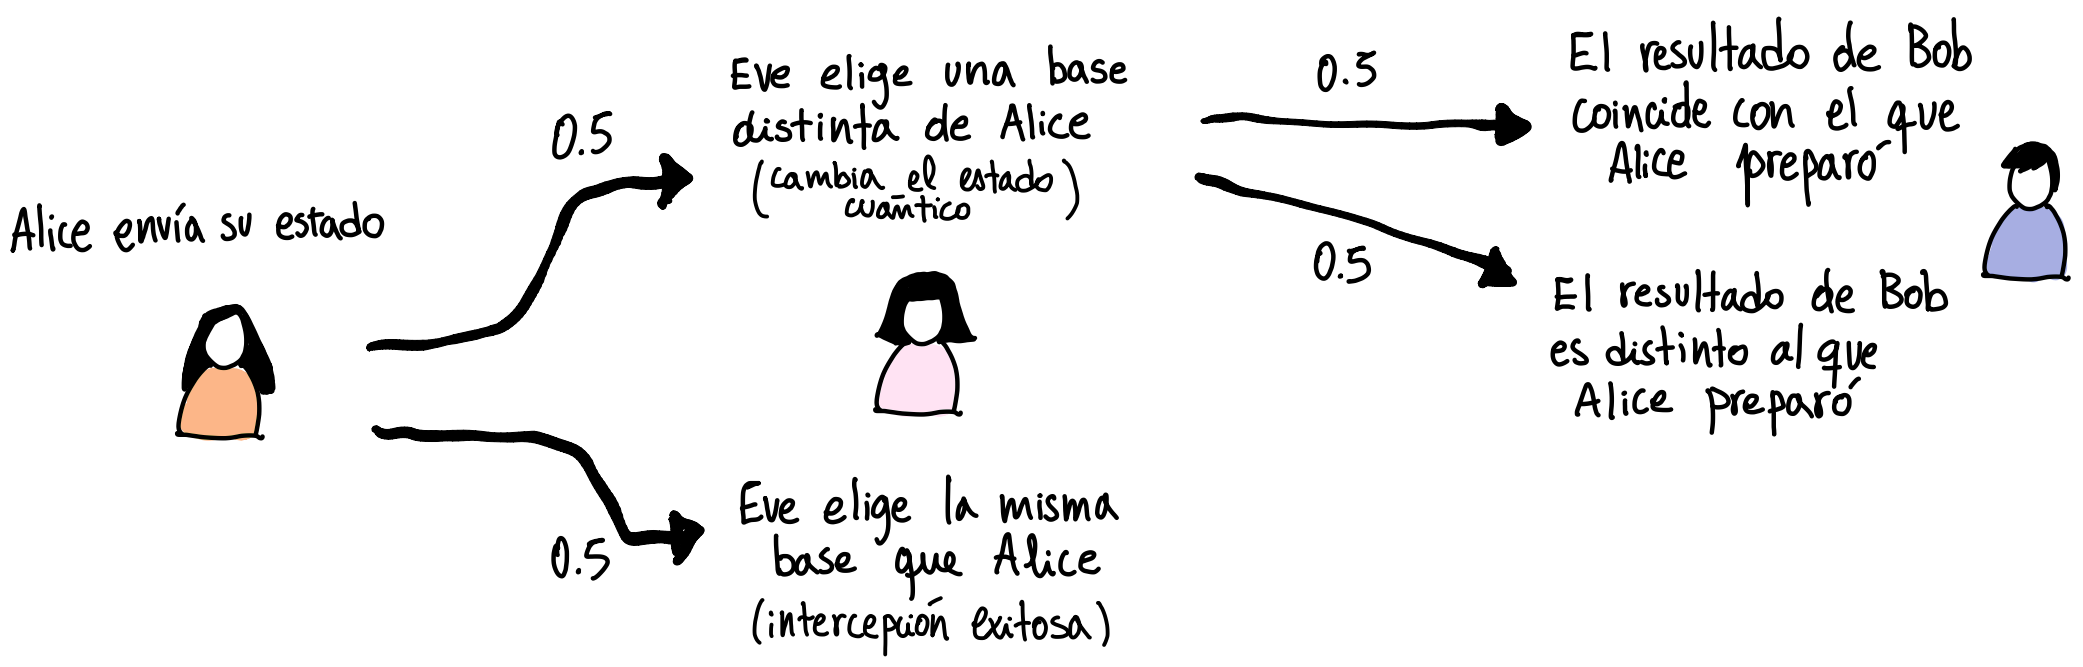 Alice envía su estado
0.5
0.5
Eve elige una base
distinta de Alice
(cambia el estado
cuántico)
Eve elige la misma
base que Alice
(intercepción exitosa)
0.5
0.5
El resultado de Bob
coincide con el que
Alice preparó
El resultado de Bob
es distinto al que
Alice preparó